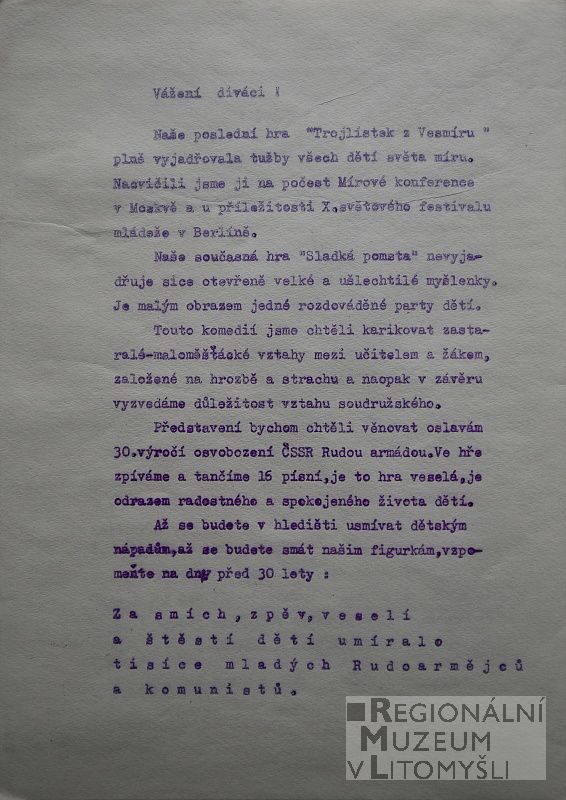 Vážení diváci !
Naše poslední hra "Trojlístek z Vesmíru "
plně vyjadřovala tužby všech dětí světa míru.
Nacvičili jsme ji na počest Mírové konference
v Moskvě a u příležitosti X.světového festivalu
mládeže v Berlíně.
Naše současná hra "Sladká pomsta" nevyja-
dřuje sice otevřeně velké a ušlechtilé myšlenky.
Je malým obrazem jedné rozdováděné party dětí.
Touto komedií jsme chtěli karikovat zasta-
ralé-maloměšťácké vztahy mezi učitelem a žákem,
založené na hrozbě a strachu a naopak v závěru
vyzvedáme důležitost vztahu soudružského.
Představení bychom chtěli věnovat oslavám
30.výročí osvobození ČSSR Rudou armádou.Ve hře
zpíváme a tančíme 16 písní,je to hra veselá,je
odrazem radostného a spokojeného života dětí.
Až se budete v hledišti usmívat dětským
nápadům,až se budete smát našim figurkám,vzpo-
meňte na dny před 30 lety :
Za smích,zpěv,veselí
a štěstí dětí umíralo
tisíce mladých Rudoarmějců
a komunistů.
REGIONÁLNÍ
MUZEUM
V LITOMYŠLI